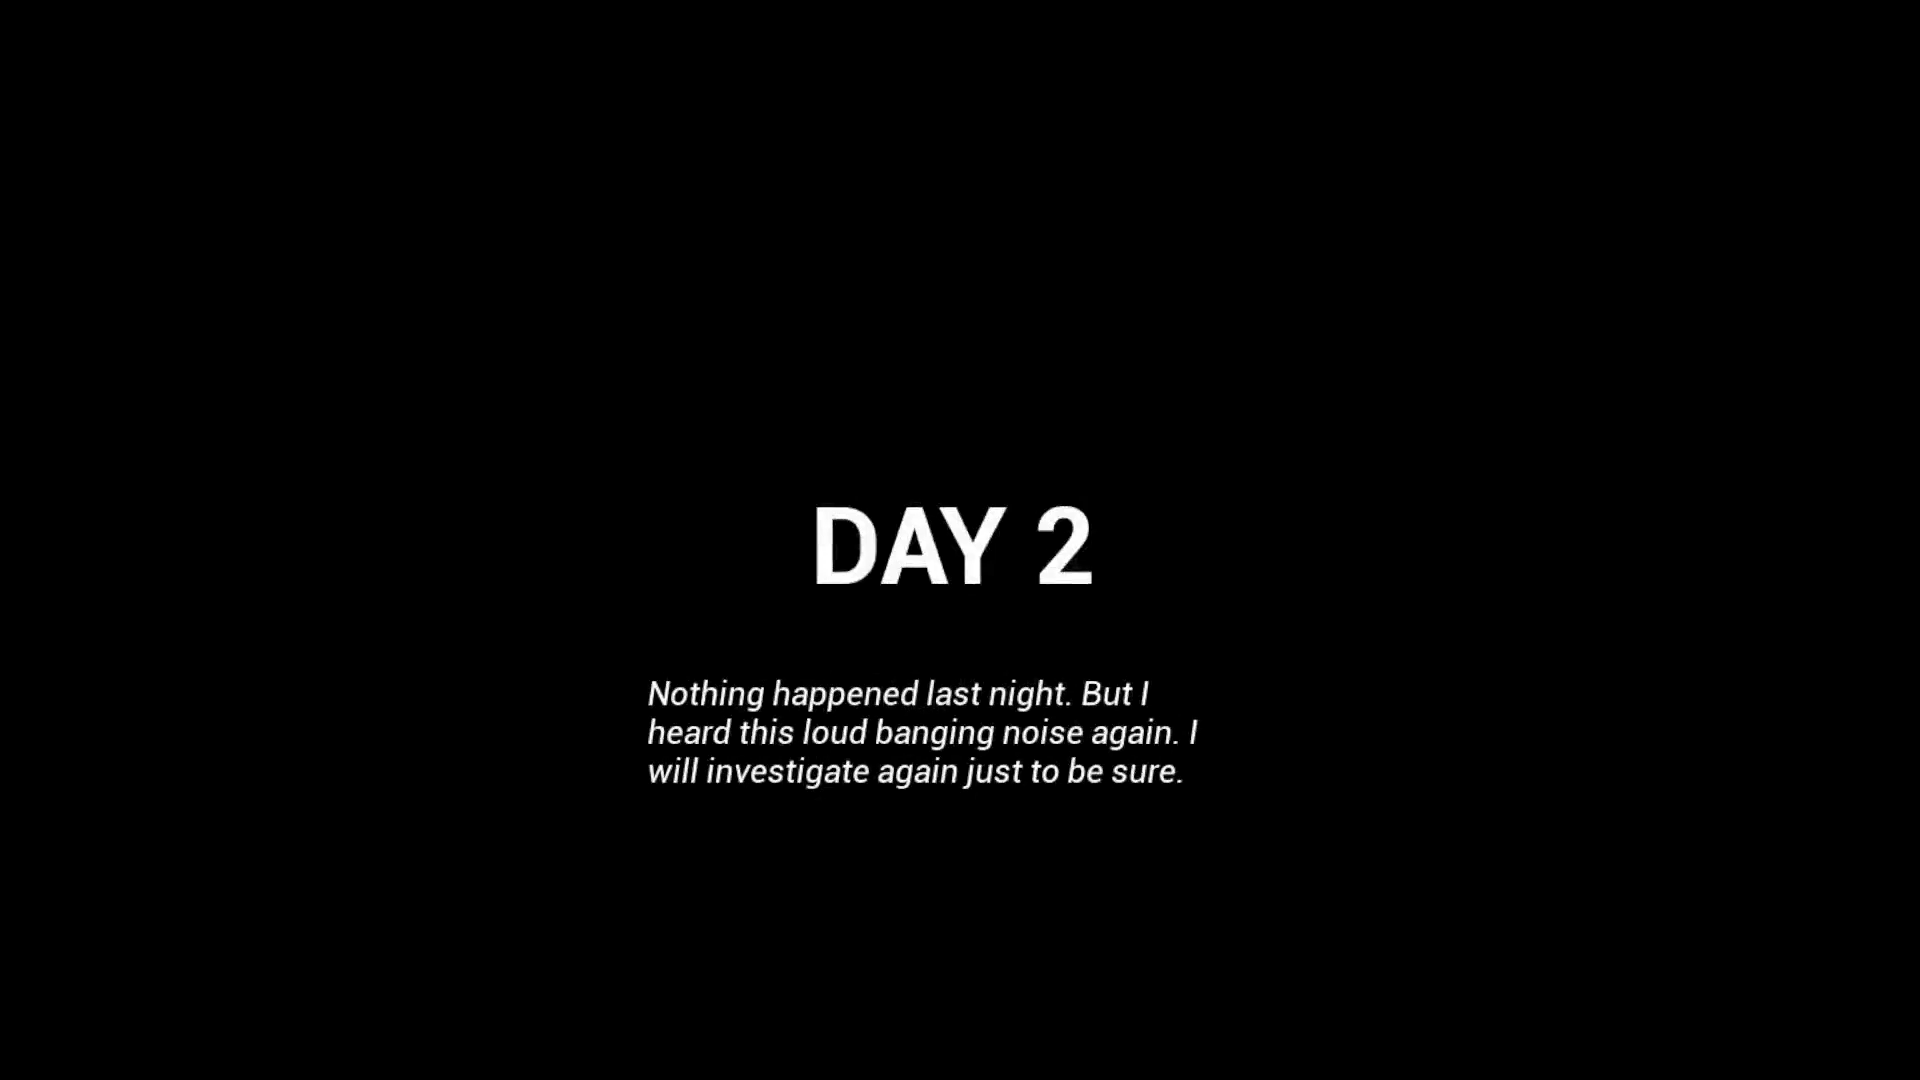 DAY 2
Nothing happened last night. But I
heard this loud banging noise again. I
will investigate again just to be sure.